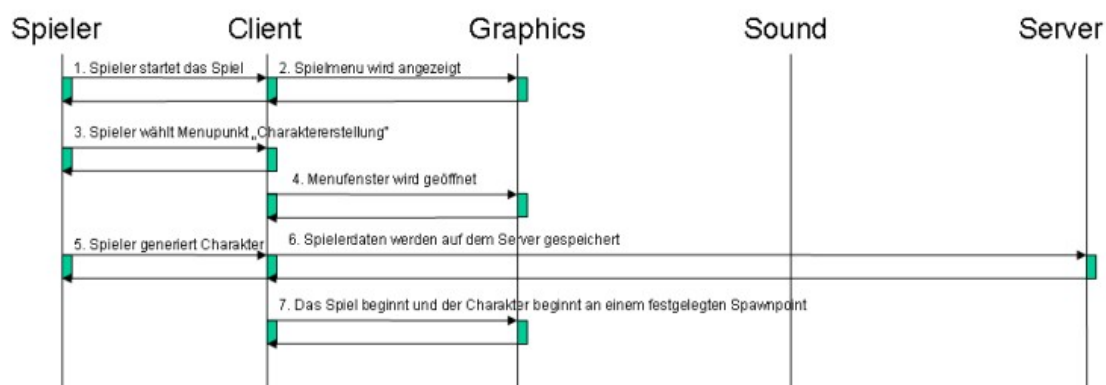 Spieler Client Graphics Sound Server
1. Spieler startet das Spiel 2. Spielmenu wird angezeigt
3. Spieler wählt Menupunkt „Charaktererstellung"
4. Menufenster wird geöffnet
5. Spieler generiert Charakter 6. Spielerdaten werden auf dem Server gespeichert
7. Das Spiel beginnt und der Charakter beginnt an einem festgelegten Spawnpoint